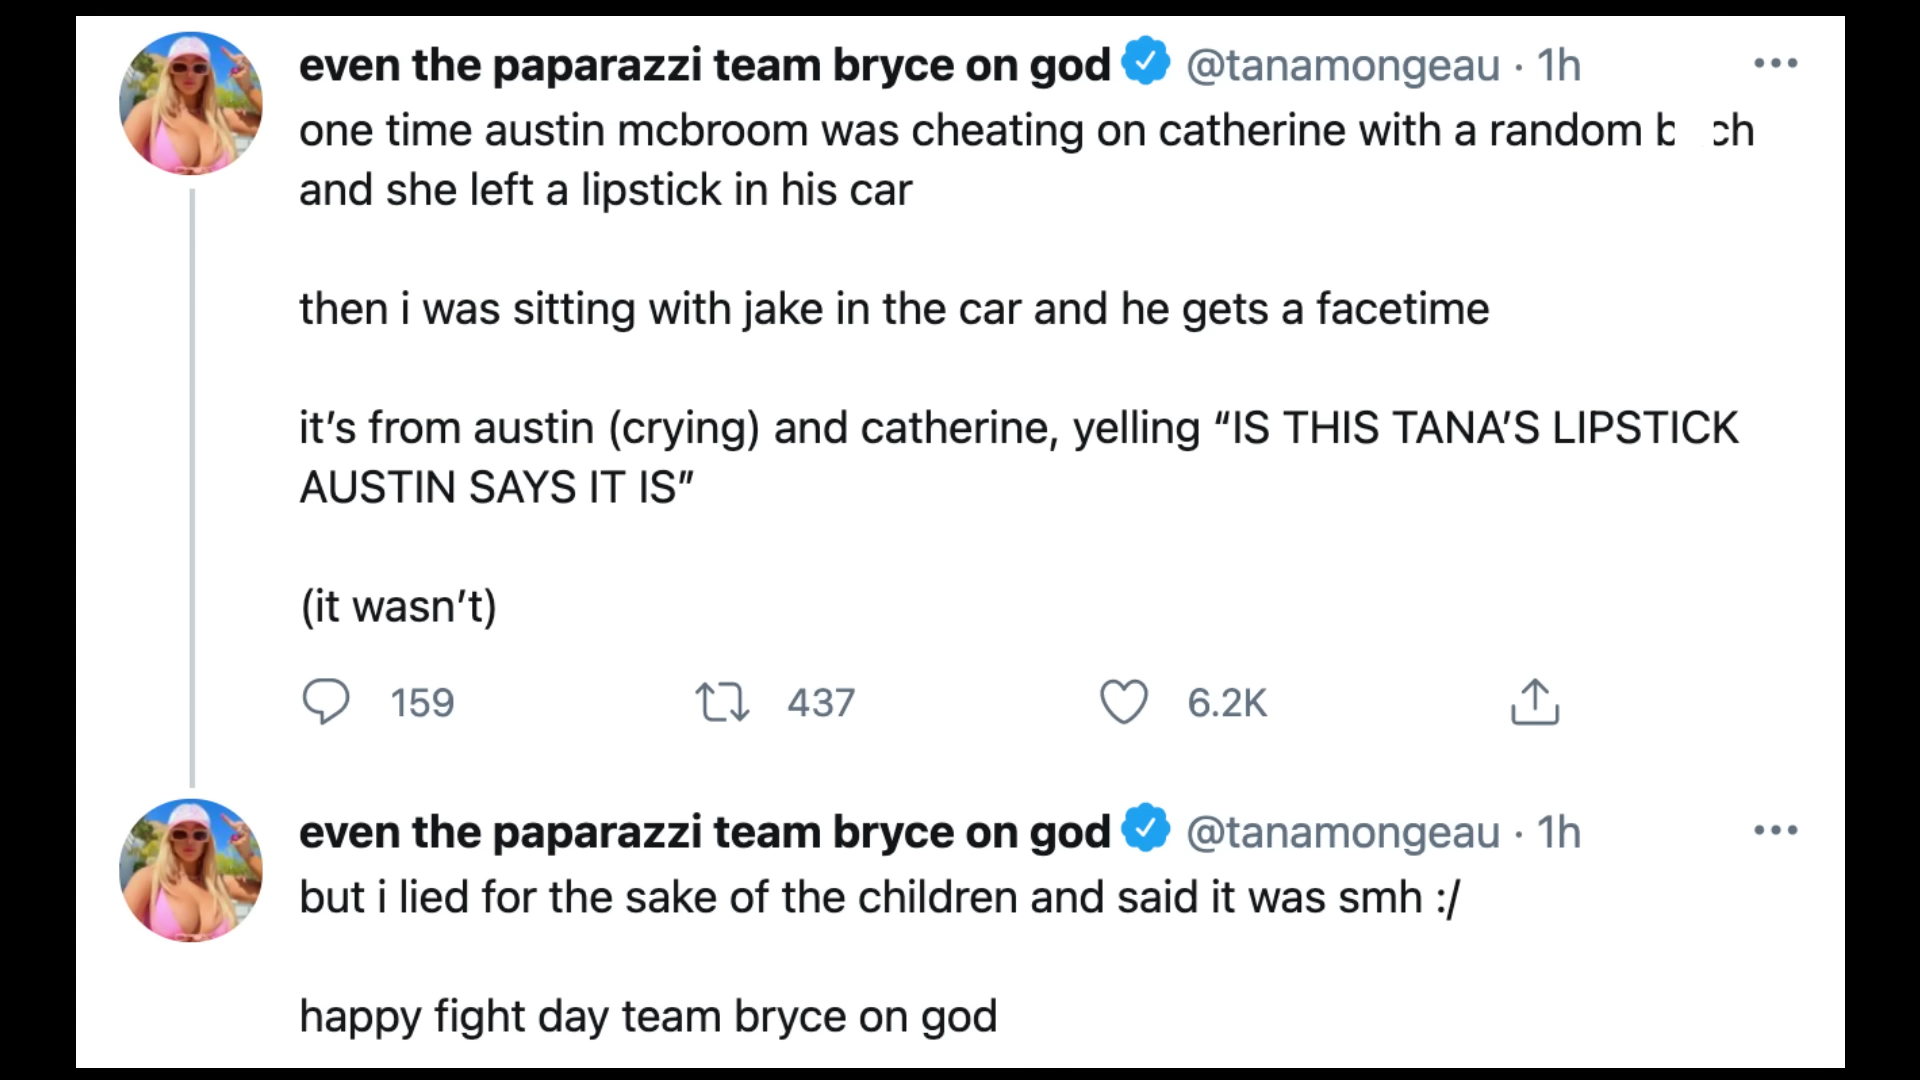 even the paparazzi team bryce on god @tanamongeau · 1h
one time austin mcbroom was cheating on catherine with a random b ch
and she left a lipstick in his car
then i was sitting with jake in the car and he gets a facetime
it's from austin (crying) and catherine, yelling “IS THIS TANA'S LIPSTICK
AUSTIN SAYS IT IS”
(it wasn't)
159 437 6.2K
even the paparazzi team bryce on god @tanamongeau · 1h
but i lied for the sake of the children and said it was smh :/
happy fight day team bryce on god